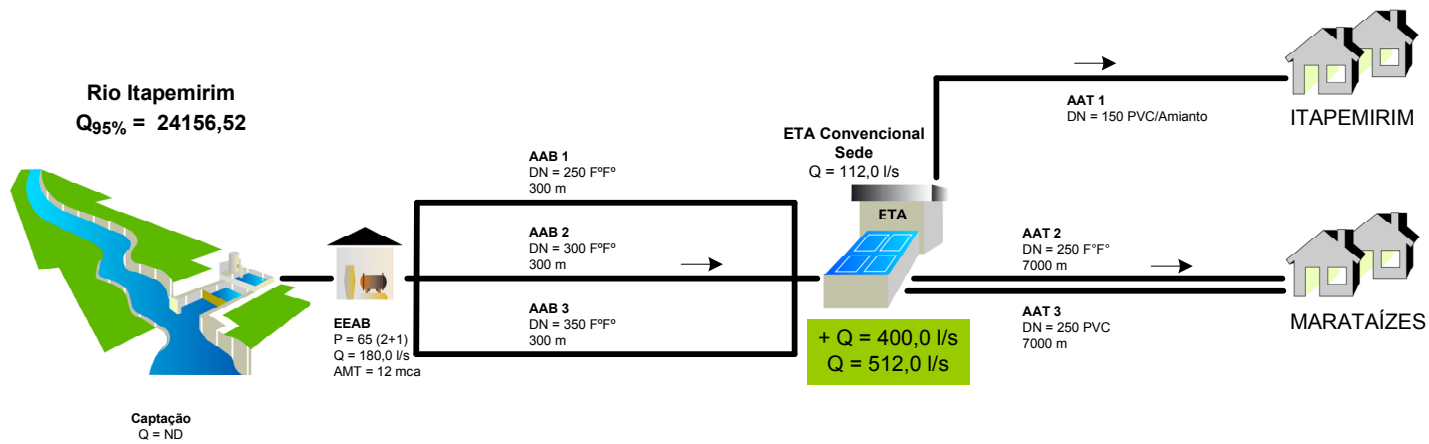 Rio Itapemirim
Q95% = 24156,52
Captação
Q = ND
EEAB
P = 65 (2+1)
Q = 180,0 l/s
AMT = 12 mca
AAB 1
DN = 250 FºFº
300 m
AAB 2
DN = 300 FºFº
300 m
AAB 3
DN = 350 FºFº
300 m
ETA Convencional
Sede
Q = 112,0 l/s
ETA
+ Q = 400,0 l/s
Q = 512,0 l/s
AAT 1
DN = 150 PVC/Amianto
ITAPEMIRIM
AAT 2
DN = 250 F°F°
7000 m
AAT 3
DN = 250 PVC
7000 m
MARATAÍZES